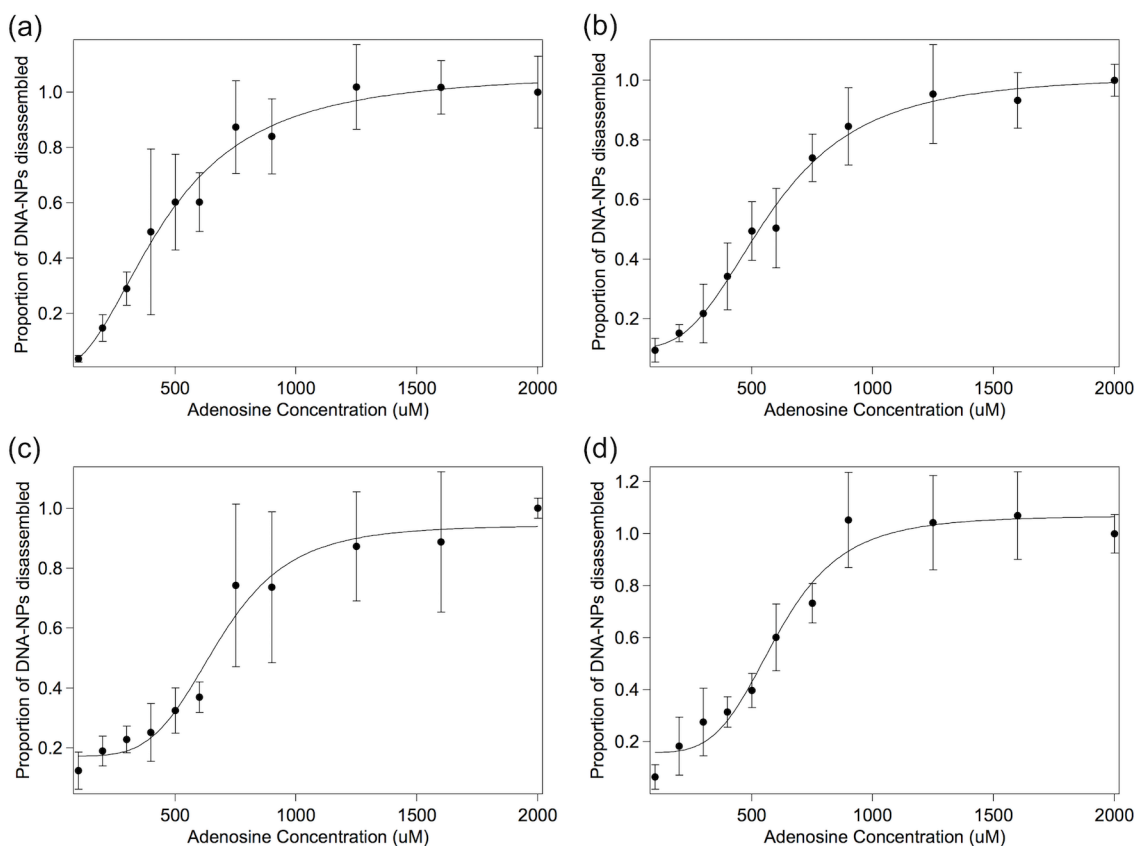 (a)
Proportion of DNA-NPs disassembled
1.0
0.8
0.6
0.4
0.2
500 1000 1500 2000
Adenosine Concentration (uM)
(b)
Proportion of DNA-NPs disassembled
1.0
0.8
0.6
0.4
0.2
500 1000 1500 2000
Adenosine Concentration (uM)
(c)
Proportion of DNA-NPs disassembled
1.0
0.8
0.6
0.4
0.2
500 1000 1500 2000
Adenosine Concentration (uM)
(d)
Proportion of DNA-NPs disassembled
1.2
1.0
0.8
0.6
0.4
0.2
500 1000 1500 2000
Adenosine Concentration (uM)